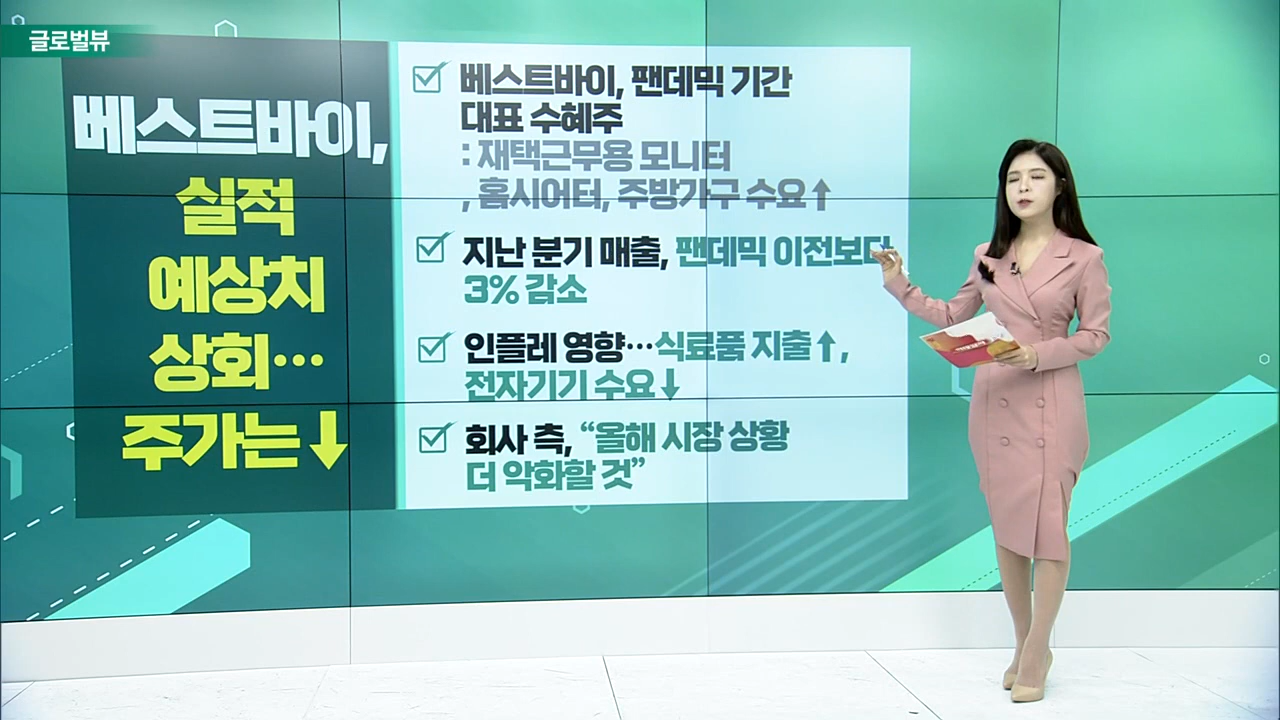 글로벌뷰
베스트바이,
실적
예상치
상회…
주가는↓
베스트바이, 팬데믹 기간
대표 수혜주
: 재택근무용 모니터
, 홈시어터, 주방가구 수요↑
지난 분기 매출, 팬데믹 이전보다
3% 감소
인플레 영향…식료품 지출↑,
전자기기 수요↓
회사 측, “올해 시장 상황
더 악화할 것”